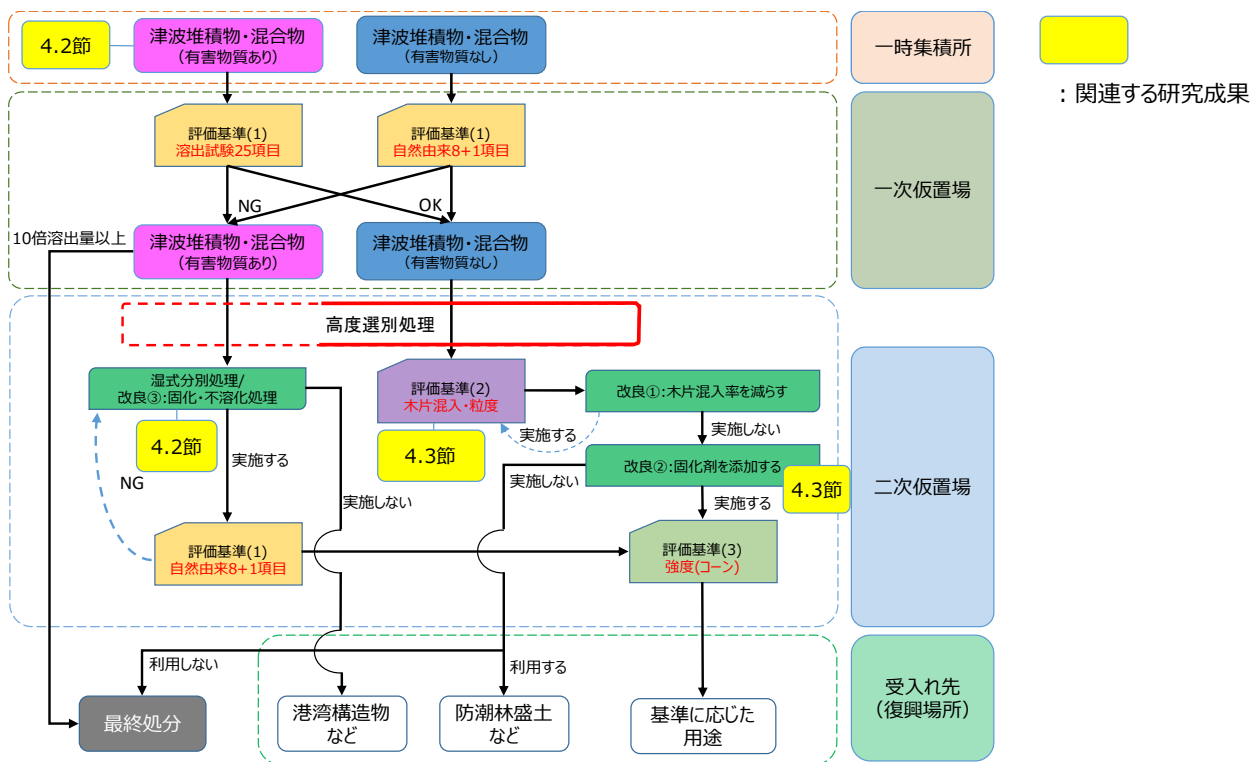 4.2節
津波堆積物・混合物
(有害物質あり)
津波堆積物・混合物
(有害物質なし)
一時集積所
：関連する研究成果
評価基準(1)
溶出試験25項目
評価基準(1)
自然由来8+1項目
一次仮置場
NG
OK
10倍溶出量以上
津波堆積物・混合物
(有害物質あり)
津波堆積物・混合物
(有害物質なし)
高度選別処理
湿式分別処理/
改良③:固化・不溶化処理
評価基準(2)
木片混入・粒度
改良①:木片混入率を減らす
4.2節
実施する
4.3節
実施する
実施しない
改良②:固化剤を添加する
4.3節
二次仮置場
NG
実施しない
実施しない
実施する
評価基準(1)
自然由来8+1項目
評価基準(3)
強度(コーン)
利用しない
利用する
受入れ先
（復興場所）
最終処分
港湾構造物
など
防潮林盛土
など
基準に応じた
用途